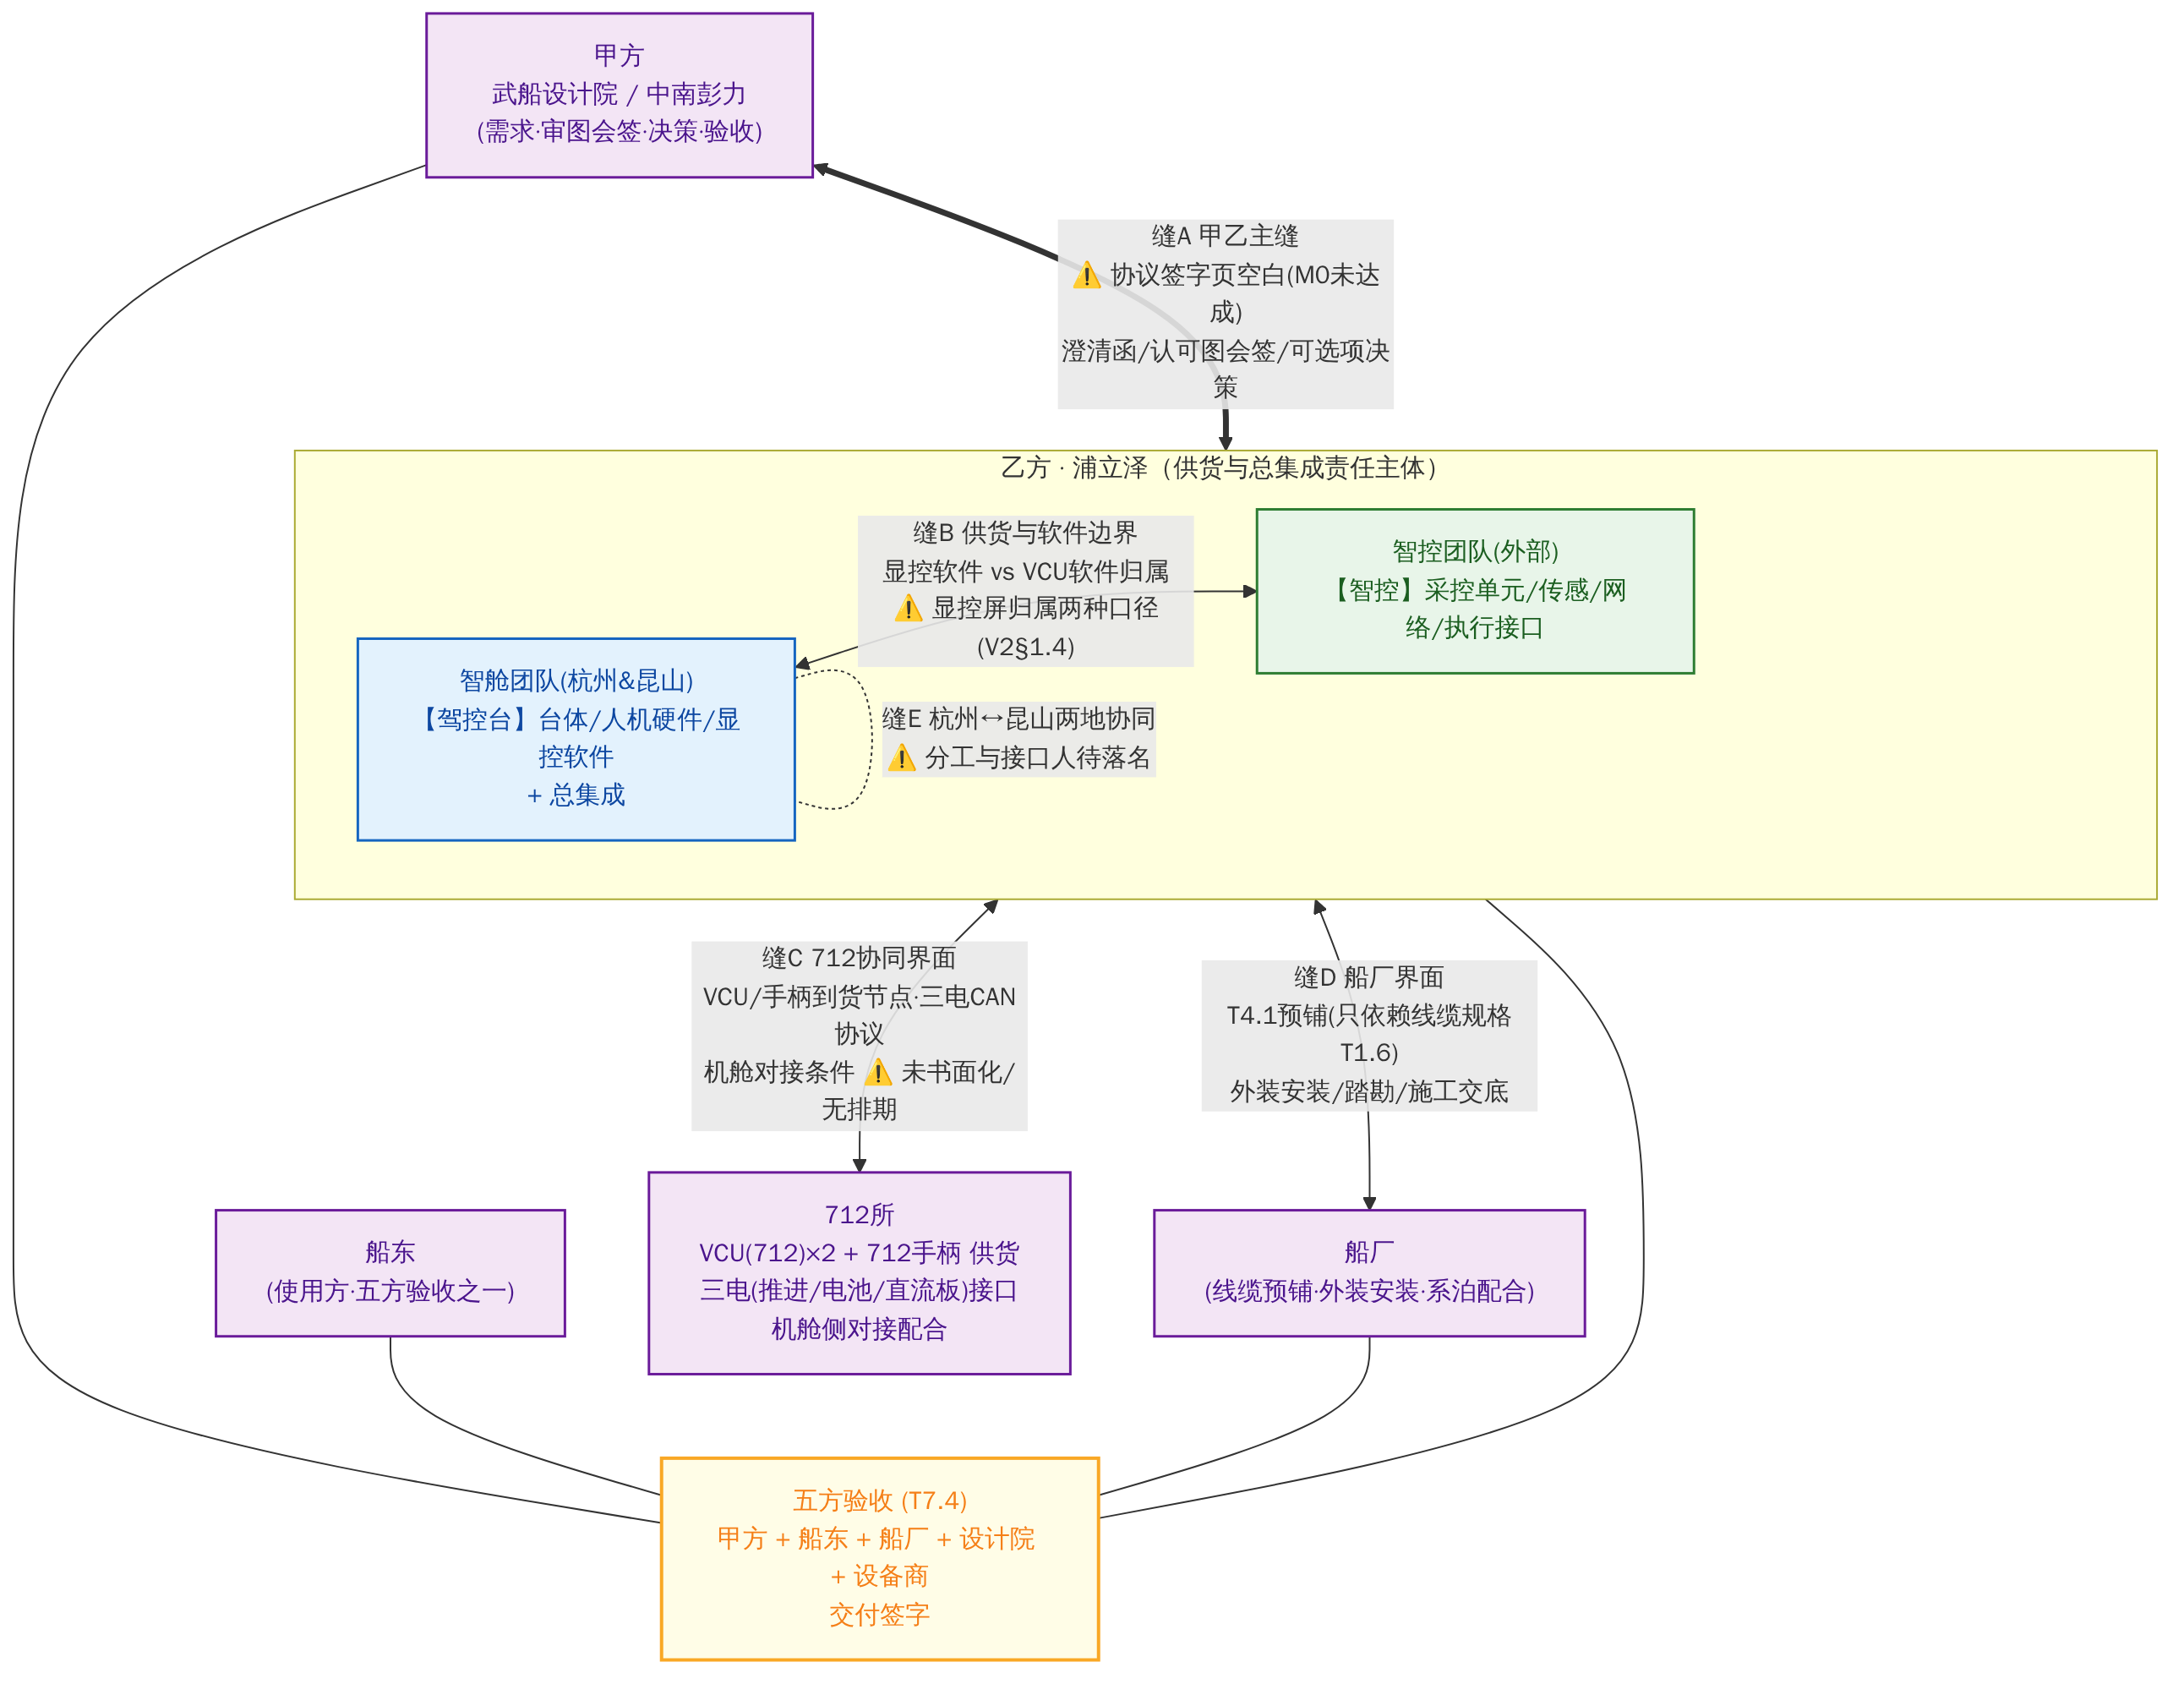 甲方
武船设计院 / 中南彭力
(需求·审图会签·决策·验收)
缝A 甲乙主缝
⚠️ 协议签字页空白(M0未达
成)
澄清函/认可图会签/可选项决
策
乙方 · 浦立泽（供货与总集成责任主体）
缝B 供货与软件边界
显控软件 vs VCU软件归属
⚠️ 显控屏归属两种口径
(V2§1.4)
智控团队(外部)
【智控】采控单元/传感/网
络/执行接口
智舱团队(杭州&昆山)
【驾控台】台体/人机硬件/显
控软件
+ 总集成
缝E 杭州↔昆山两地协同
⚠️ 分工与接口人待落名
缝C 712协同界面
VCU/手柄到货节点·三电CAN
协议
机舱对接条件 ⚠️ 未书面化/
无排期
缝D 船厂界面
T4.1预铺(只依赖线缆规格
T1.6)
外装安装/踏勘/施工交底
船东
(使用方·五方验收之一)
712所
VCU(712)×2 + 712手柄 供货
三电(推进/电池/直流板)接口
机舱侧对接配合
船厂
(线缆预铺·外装安装·系泊配合)
五方验收 (T7.4)
甲方 + 船东 + 船厂 + 设计院
+ 设备商
交付签字